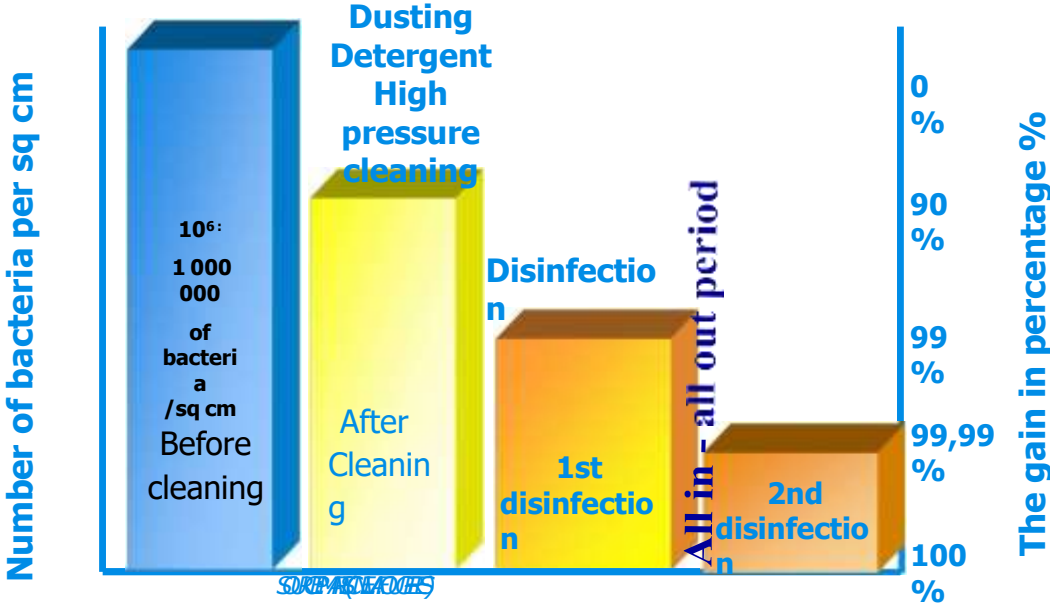 Number of bacteria per sq cm
Dusting
Detergent
High
pressure
cleaning
10⁶ :
1 000
000
of
bacteri
a
/sq cm
Before
cleaning
After
Cleanin
g
Disinfectio
n
1st
disinfectio
n
All in - all out period
2nd
disinfectio
n
0
%
90
%
99
%
99,99
%
100
%
The gain in percentage %